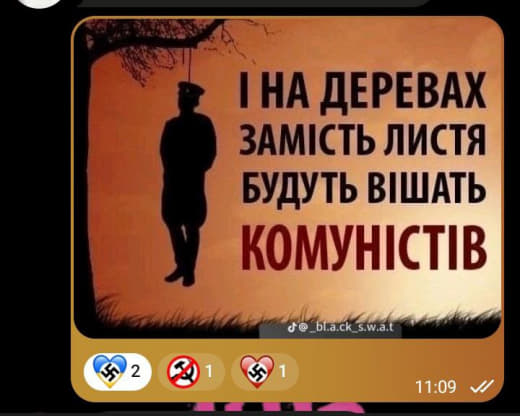 І НА ДЕРЕВАХ
ЗАМІСТЬ ЛИСТЯ
БУДУТЬ ВІШАТЬ
КОМУНІСТІВ
@_bl.a.ck_s.w.a.t
2
1
1
11:09